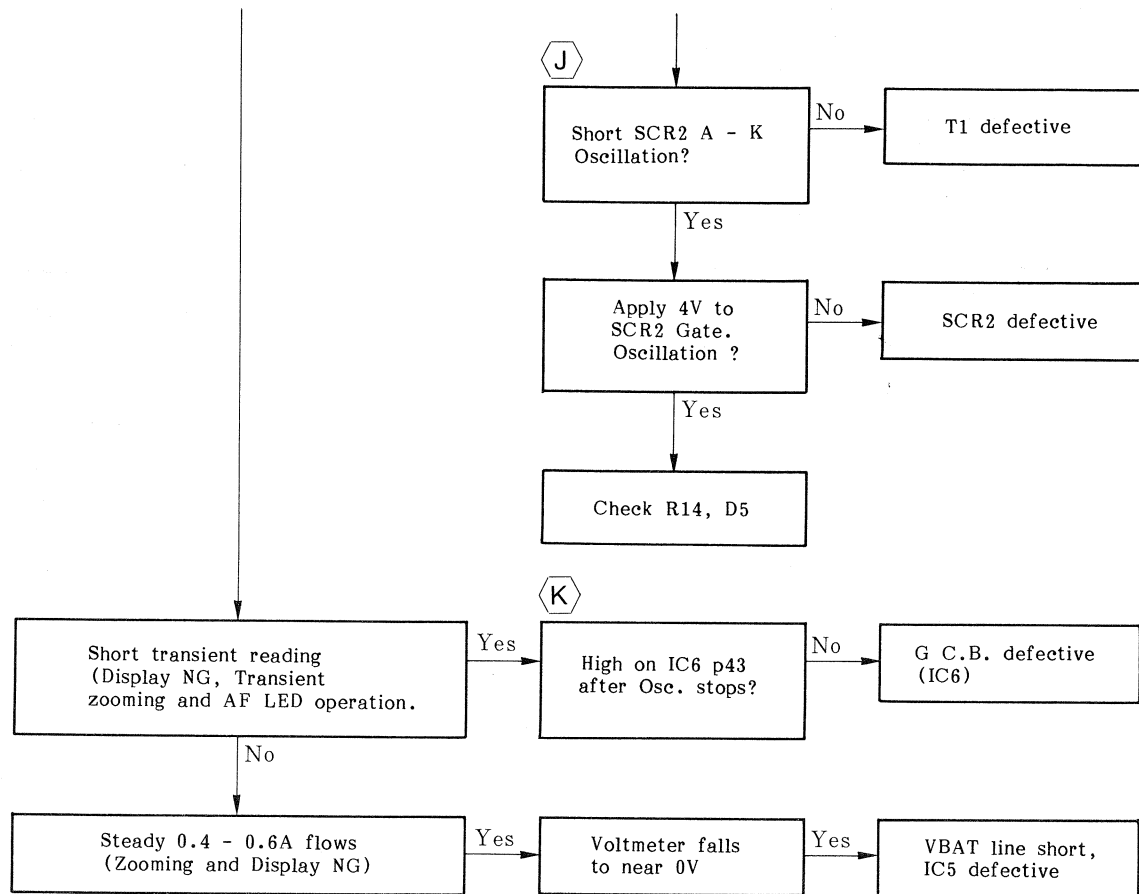 J
Short SCR2 A - K
Oscillation?
No
T1 defective
Yes
Apply 4V to
SCR2 Gate.
Oscillation ?
No
SCR2 defective
Yes
Check R14, D5
K
Short transient reading
(Display NG, Transient
zooming and AF LED operation.
Yes
High on IC6 p43
after Osc. stops?
No
G C.B. defective
(IC6)
No
Steady 0.4 - 0.6A flows
(Zooming and Display NG)
Yes
Voltmeter falls
to near 0V
Yes
VBAT line short,
IC5 defective